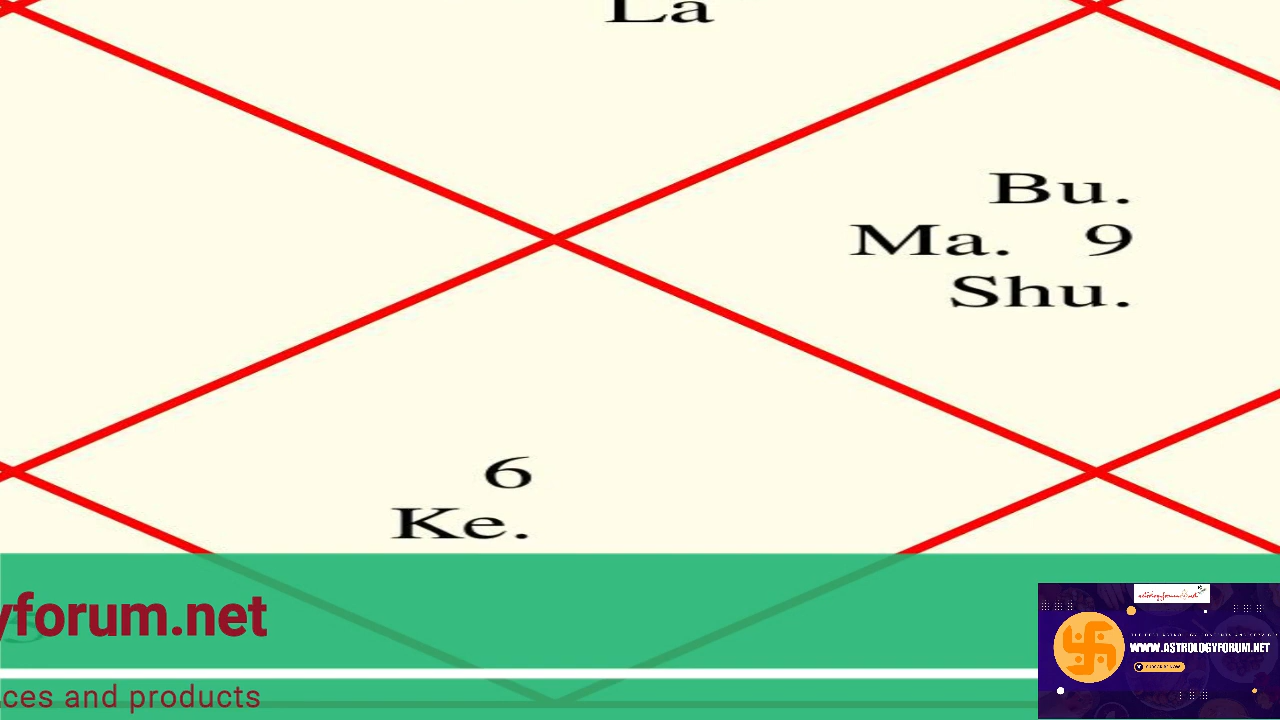 La
Bu.
Ma. 9
Shu.
6
Ke.
yforum.net
ces and products
WWW.ASTROLOGYFORUM.NET